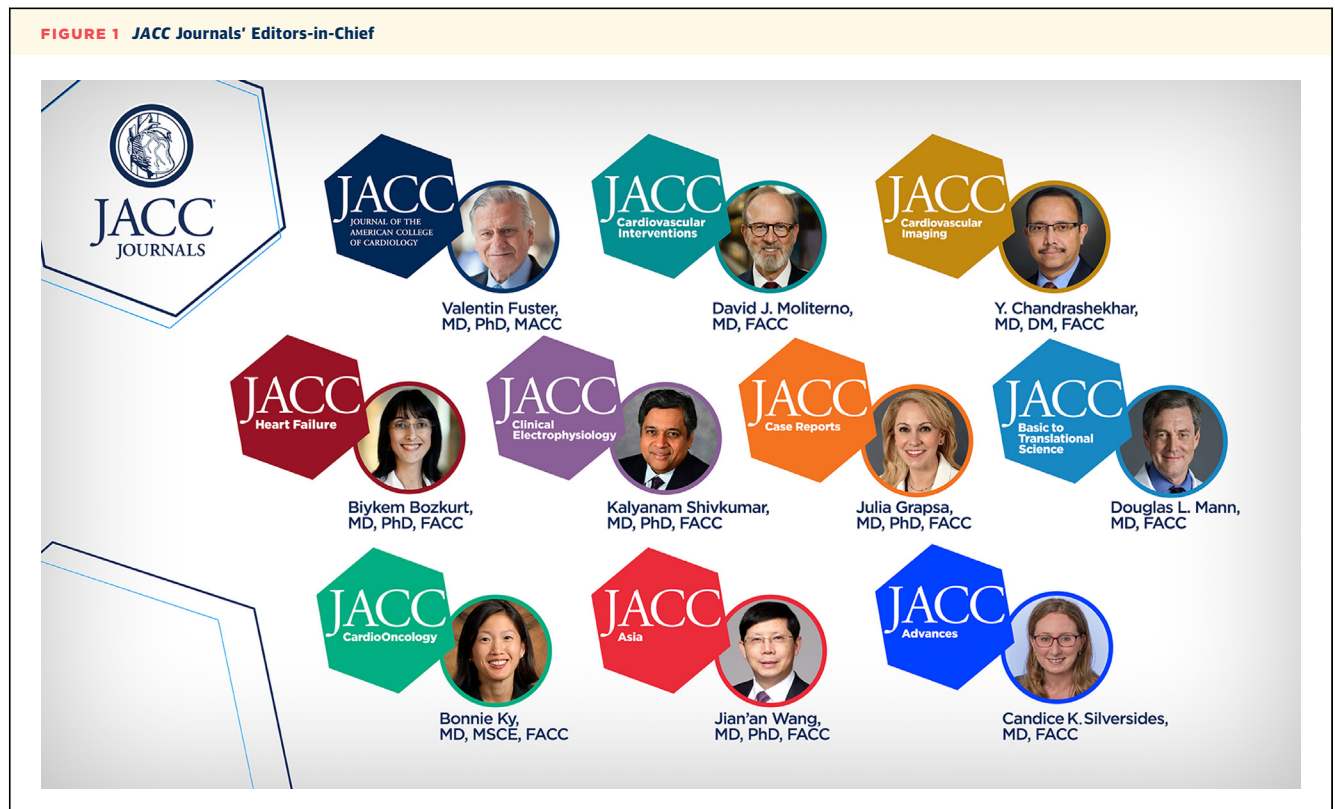 FIGURE 1 JACC Journals' Editors-in-Chief
JACC
JOURNALS
JACC
JOURNAL OF THE
AMERICAN COLLEGE
OF CARDIOLOGY
Valentin Fuster,
MD, PhD, MACC
JACC
Cardiovascular
Interventions
David J. Moliterno,
MD, FACC
JACC
Cardiovascular
Imaging
Y. Chandrashekhar,
MD, DM, FACC
JACC
Heart Failure
Biykem Bozkurt,
MD, PhD, FACC
JACC
Clinical
Electrophysiology
Kalyanam Shivkumar,
MD, PhD, FACC
JACC
Case Reports
Julia Grapsa,
MD, PhD, FACC
JACC
Basic to
Translational
Science
Douglas L. Mann,
MD, FACC
JACC
CardioOncology
Bonnie Ky,
MD, MSCE, FACC
JACC
Asia
Jian'an Wang,
MD, PhD, FACC
JACC
Advances
Candice K. Silversides,
MD, FACC